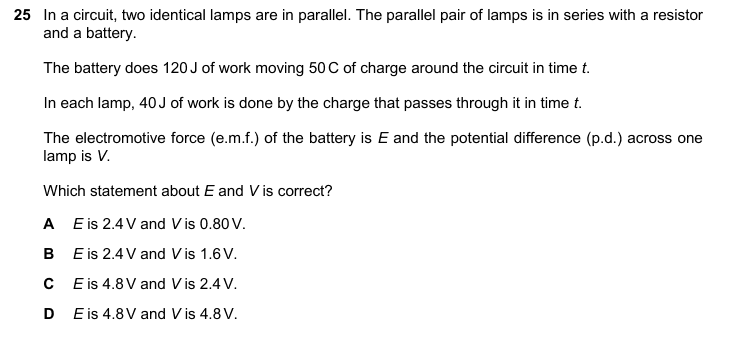 25 In a circuit, two identical lamps are in parallel. The parallel pair of lamps is in series with a resistor
and a battery.
The battery does 120 J of work moving 50 C of charge around the circuit in time t.
In each lamp, 40 J of work is done by the charge that passes through it in time t.
The electromotive force (e.m.f.) of the battery is E and the potential difference (p.d.) across one
lamp is V.
Which statement about E and V is correct?
A E is 2.4 V and V is 0.80 V.
B E is 2.4 V and V is 1.6 V.
C E is 4.8 V and V is 2.4 V.
D E is 4.8 V and V is 4.8 V.